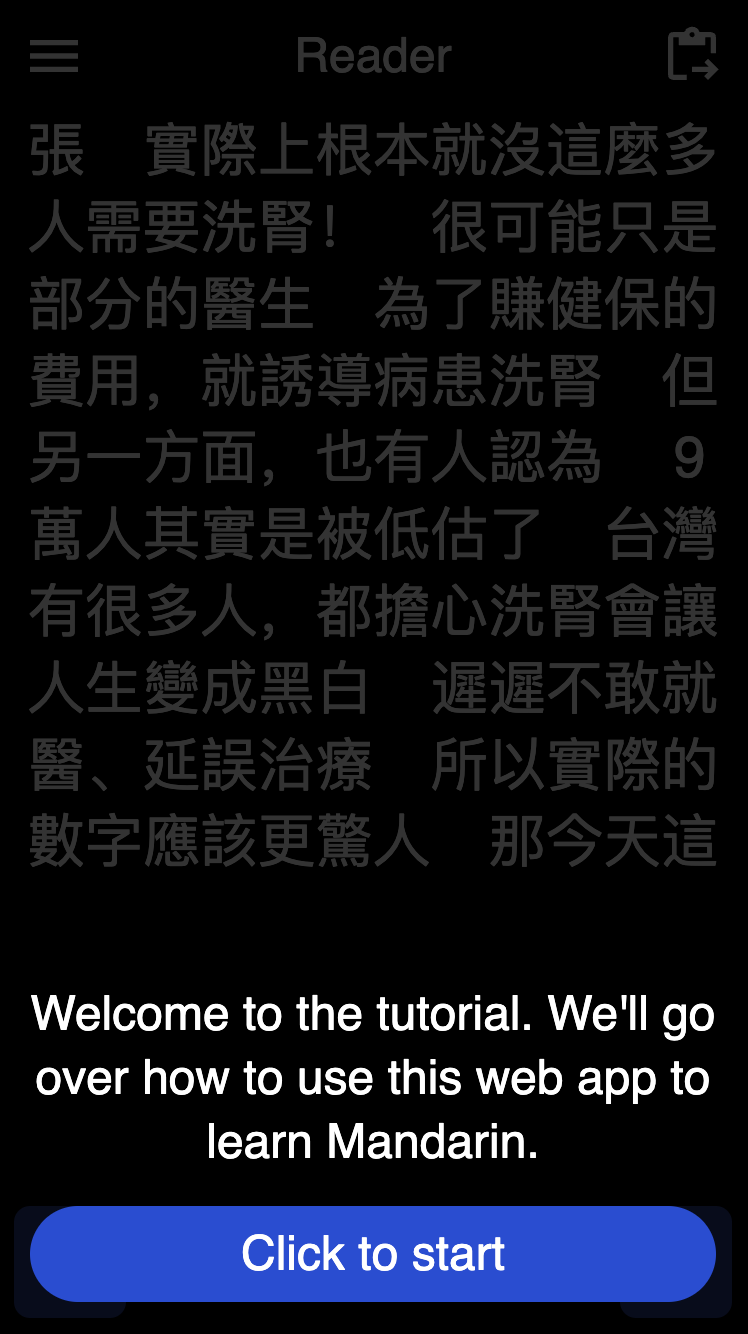 Reader
張　實際上根本就沒這麼多
人需要洗腎！　很可能只是
部分的醫生　為了賺健保的
費用，就誘導病患洗腎　但
另一方面，也有人認為　9
萬人其實是被低估了　台灣
有很多人，都擔心洗腎會讓
人生變成黑白　遲遲不敢就
醫、延誤治療　所以實際的
數字應該更驚人　那今天這
Welcome to the tutorial. We'll go
over how to use this web app to
learn Mandarin.
Click to start